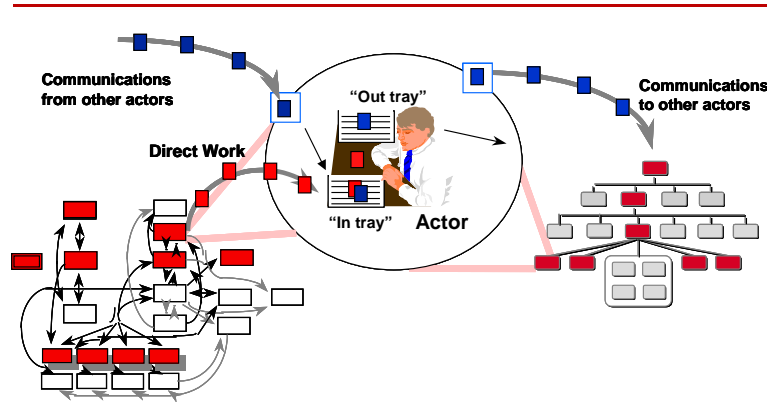 Communications
from other actors
“Out tray”
Communications
to other actors
Direct Work
“In tray”
Actor